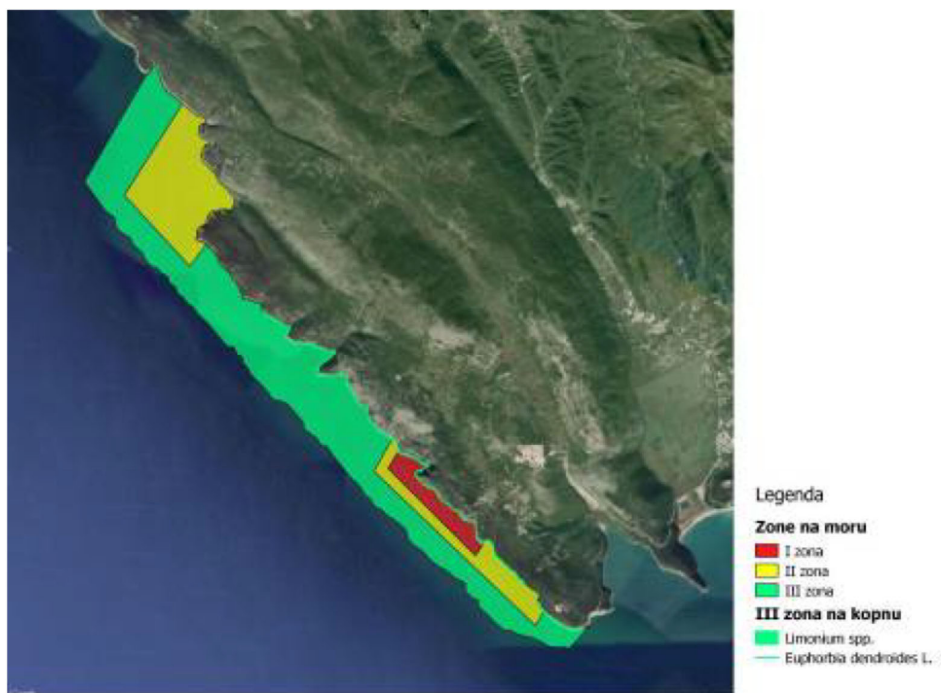 Legenda
Zone na moru
I zona
II zona
III zona
III zona na kopnu
Limonium spp.
Euphorbia dendroides L.